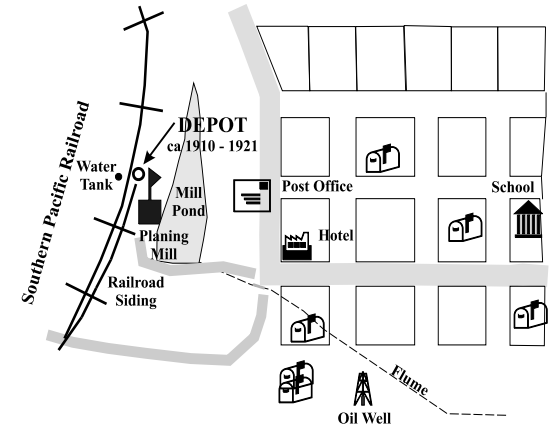 DEPOT
ca 1910 - 1921
Southern Pacific Railroad
Water
Tank
Mill
Pond
Post Office
School
Planing
Mill
Hotel
Railroad
Siding
Flume
Oil Well